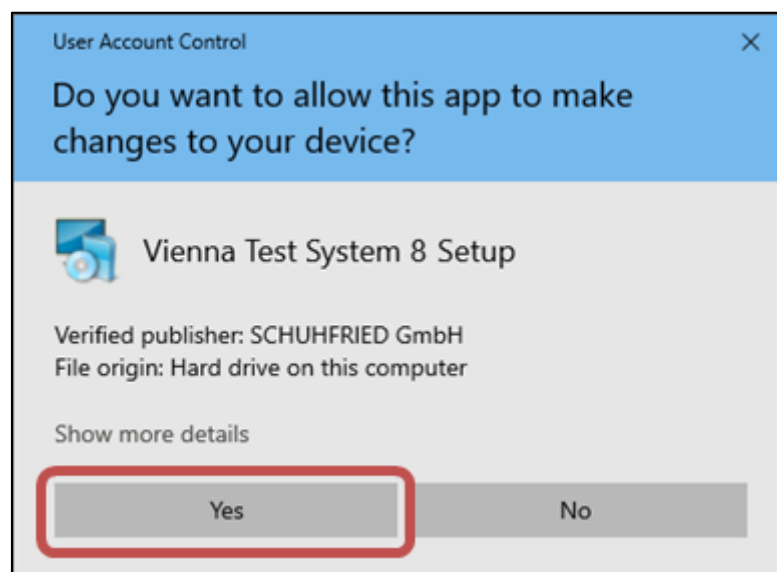 User Account Control
Do you want to allow this app to make
changes to your device?
Vienna Test System 8 Setup
Verified publisher: SCHUHFRIED GmbH
File origin: Hard drive on this computer
Show more details
Yes
No